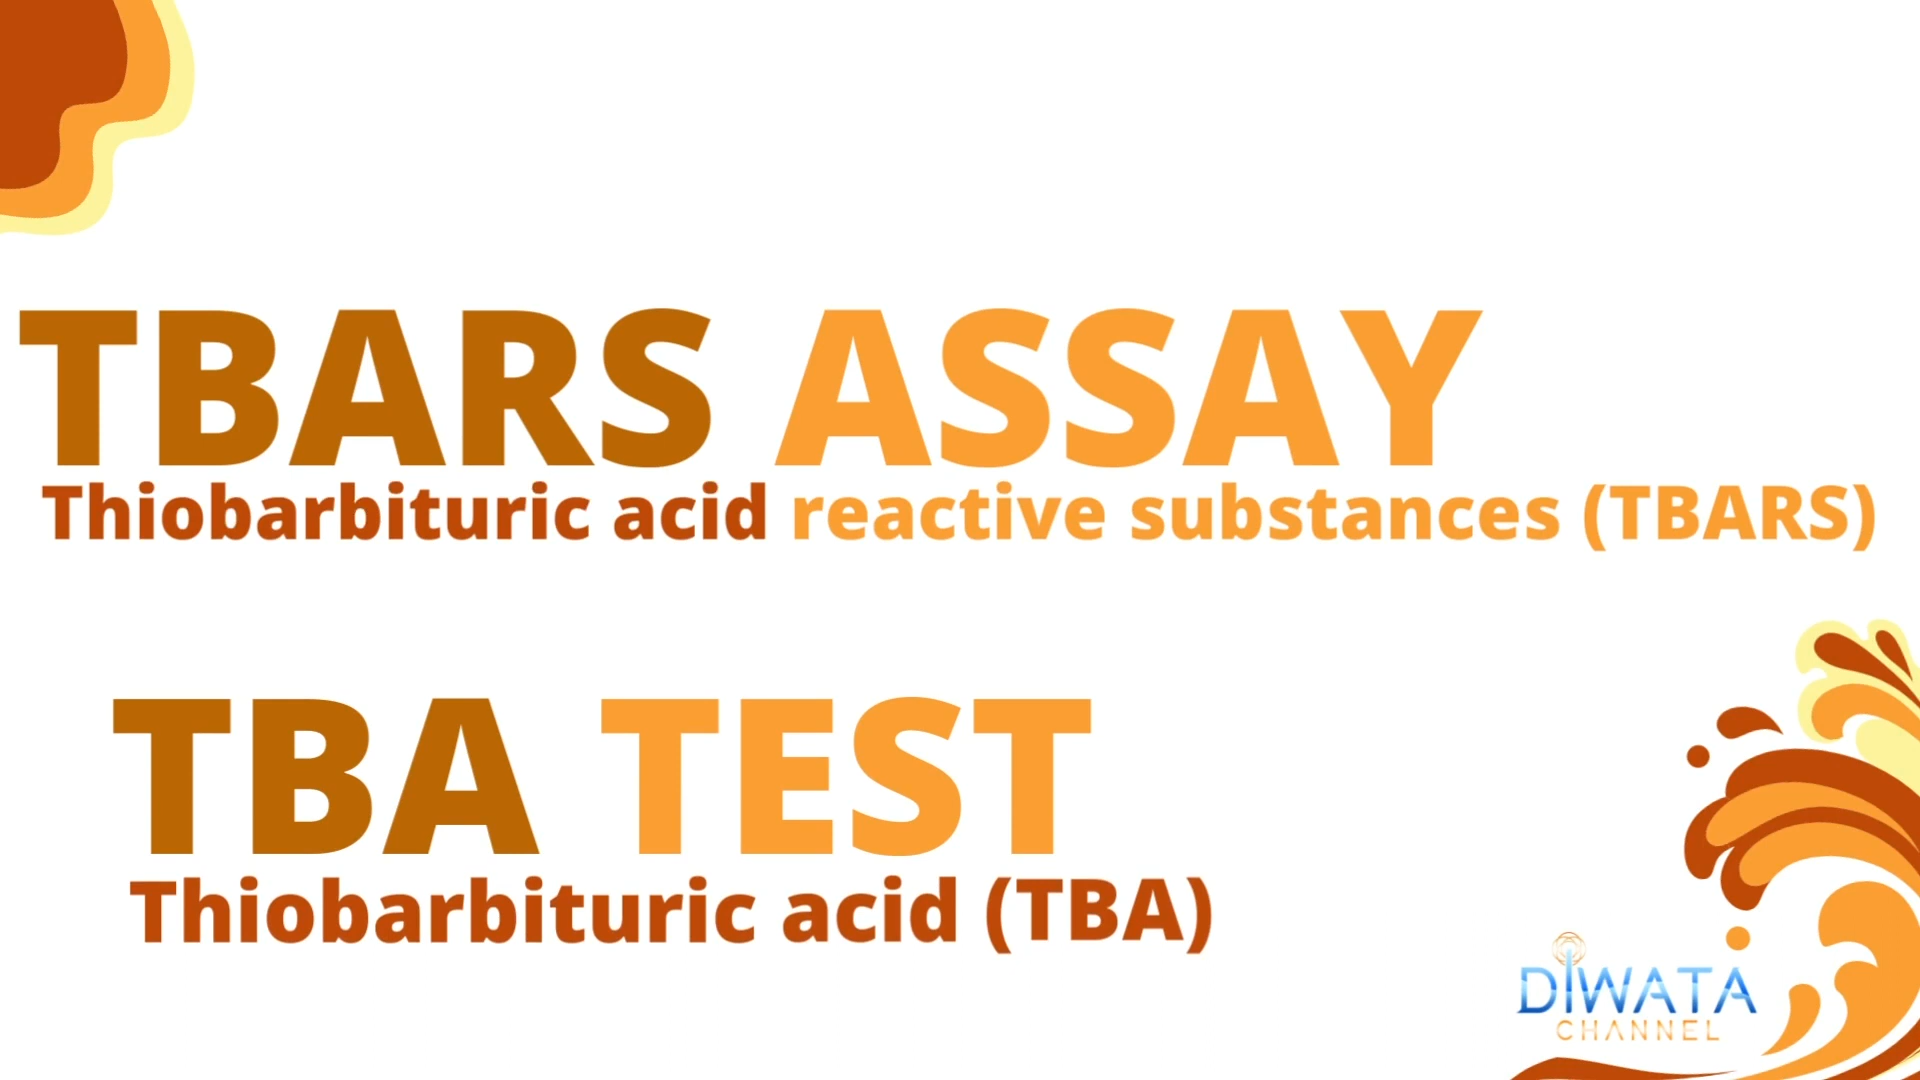 TBARS ASSAY
Thiobarbituric acid reactive substances (TBARS)
TBA TEST
Thiobarbituric acid (TBA)
DIWATA
CHANNEL